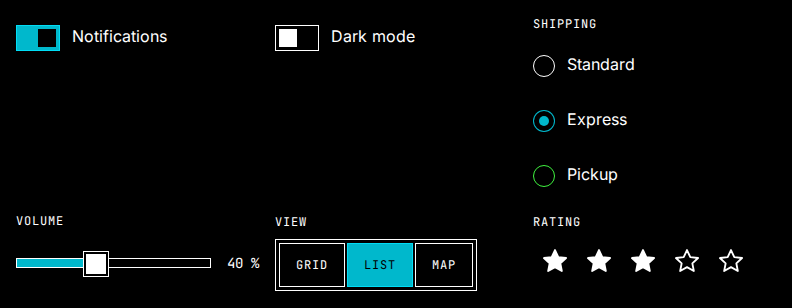 Notifications
Dark mode
SHIPPING
Standard
Express
Pickup
VOLUME
40 %
VIEW
GRID LIST MAP
RATING